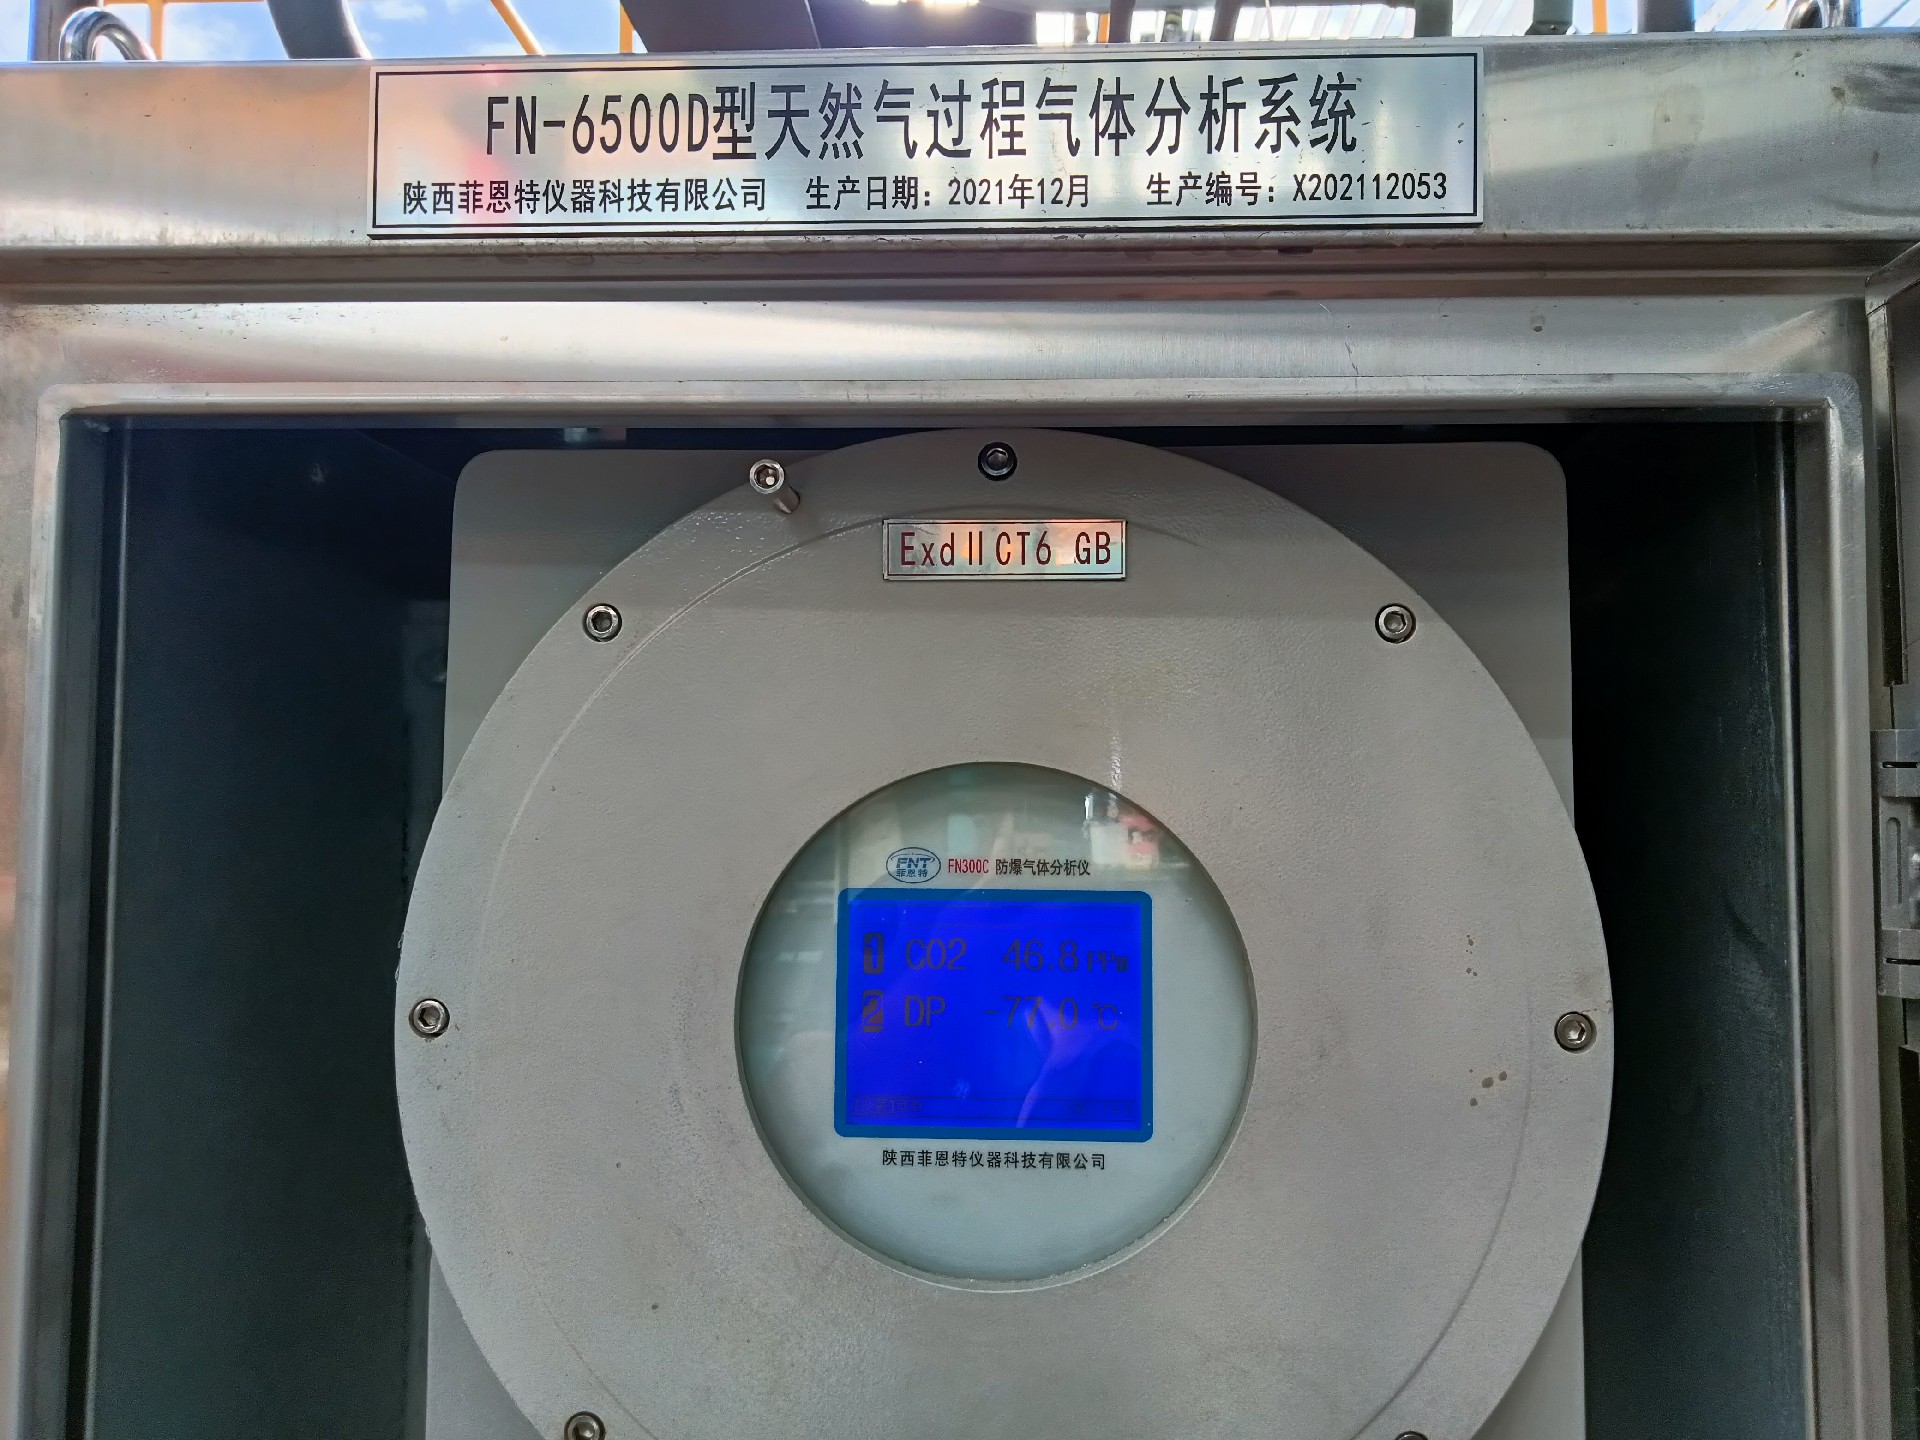 FN-6500D型天然气过程气体分析系统
陕西菲恩特仪器科技有限公司 生产日期：2021年12月 生产编号：X202112053
Exd II CT6 GB
FNT 菲恩特 FN300C 防爆气体分析仪
1 CO2 46.8 PPm
2 DP -77.0 ℃
陕西菲恩特仪器科技有限公司